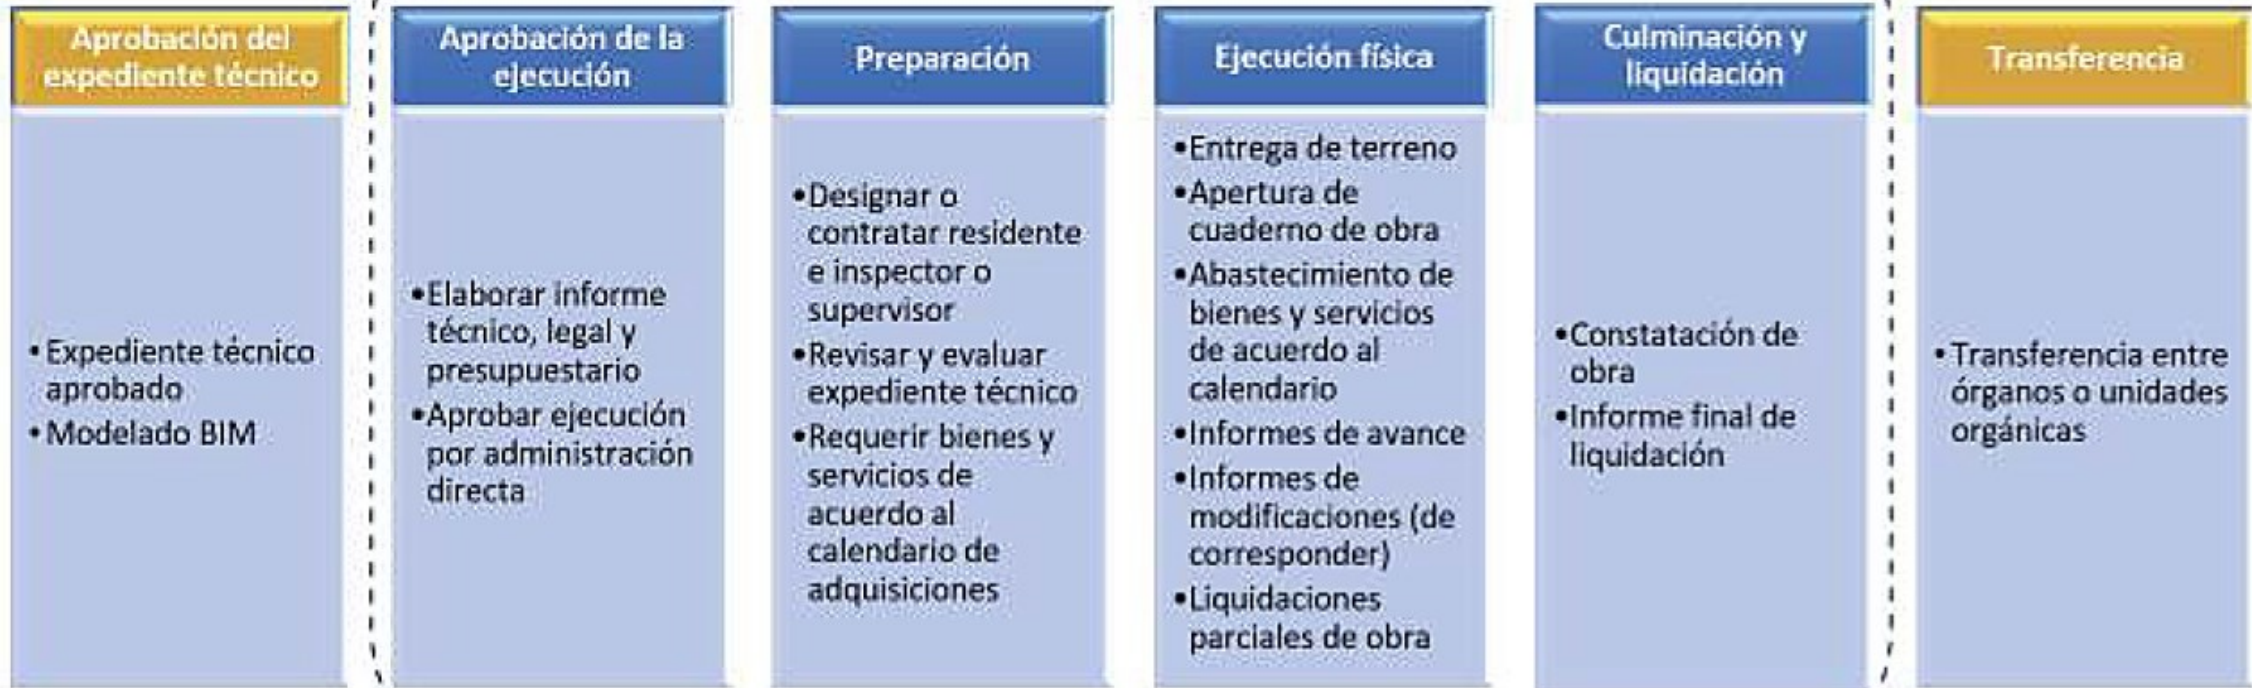 Aprobación del
expediente técnico
• Expediente técnico
aprobado
• Modelado BIM
Aprobación de la
ejecución
•Elaborar informe
técnico, legal y
presupuestario
•Aprobar ejecución
por administración
directa
Preparación
•Designar o
contratar residente
e inspector o
supervisor
•Revisar y evaluar
expediente técnico
•Requerir bienes y
servicios de
acuerdo al
calendario de
adquisiciones
Ejecución física
•Entrega de terreno
•Apertura de
cuaderno de obra
•Abastecimiento de
bienes y servicios
de acuerdo al
calendario
•Informes de avance
•Informes de
modificaciones (de
corresponder)
•Liquidaciones
parciales de obra
Culminación y
liquidación
•Constatación de
obra
•Informe final de
liquidación
Transferencia
• Transferencia entre
órganos o unidades
orgánicas